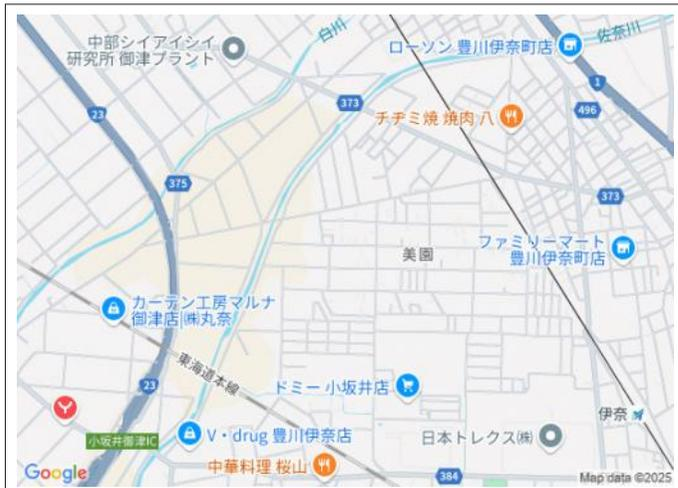 中部シイアイシイ
研究所 御津プラント
白川
ローソン 豊川伊奈町店
佐奈川
1
23
373
チヂミ焼 焼肉 八
496
375
373
美園
ファミリーマート
豊川伊奈町店
カーテン工房マルナ
御津店 ㈱丸奈
東海道本線
23
ドミー 小坂井店
小坂井御津IC
V・drug 豊川伊奈店
日本トレクス㈱
伊奈
中華料理 桜山
384
Google
Map data ©2025